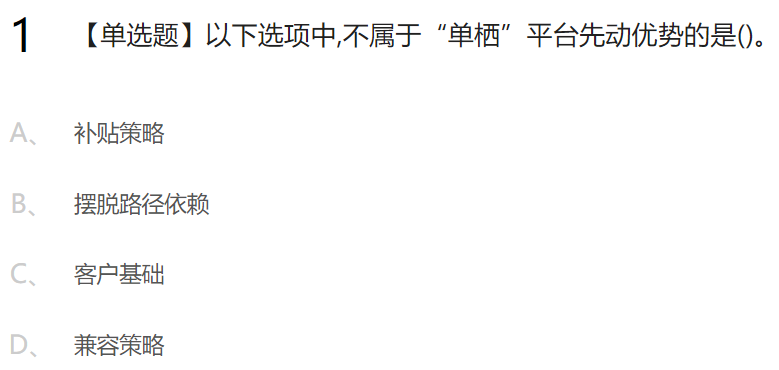 1 【单选题】以下选项中,不属于“单栖”平台先动优势的是()。
A、 补贴策略
B、 摆脱路径依赖
C、 客户基础
D、 兼容策略